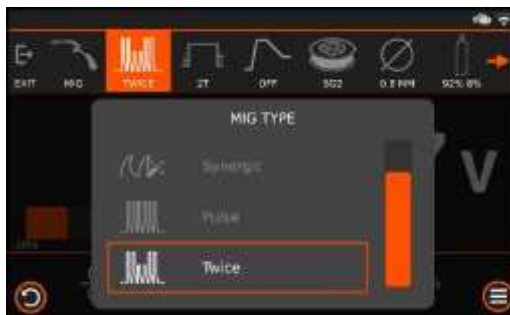 EXIT MIG TWICE 2T OFF SG2 0.8 MM 92% 8%
MIG TYPE
Synergic
V
Pulse
Twice